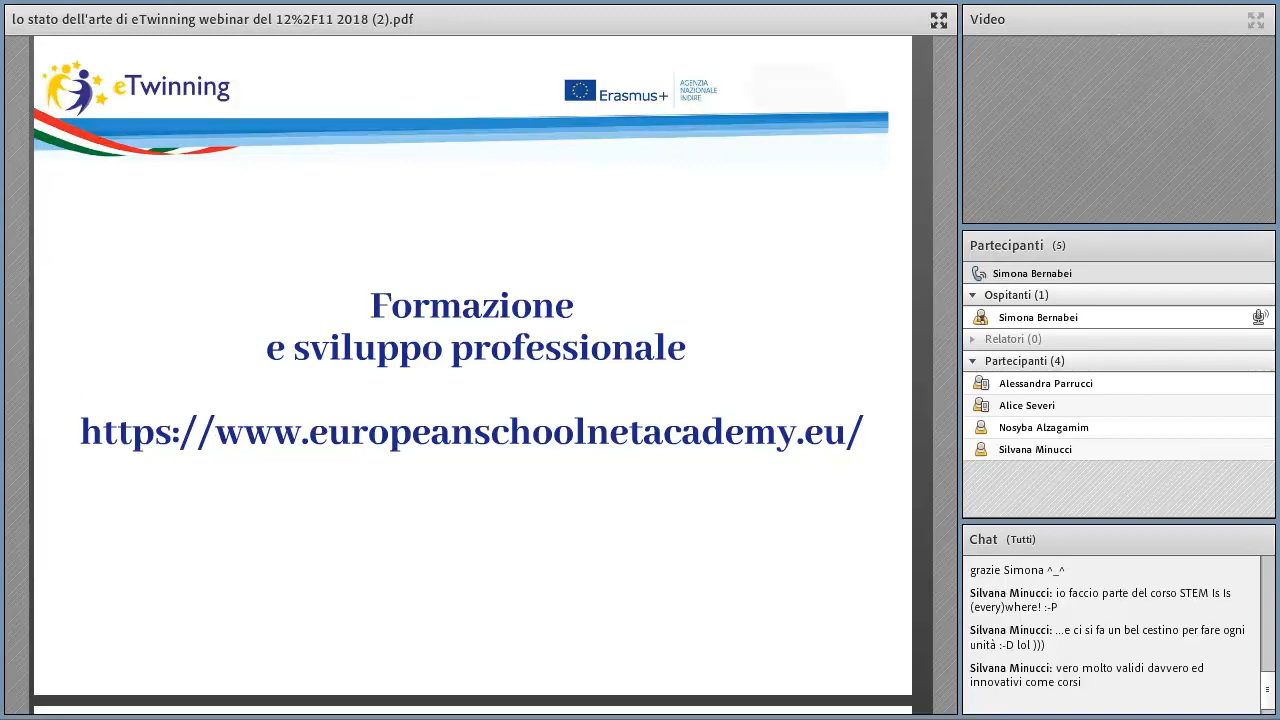 lo stato dell'arte di eTwinning webinar del 12%2F11 2018 (2).pdf
eTwinning
Erasmus+
AGENZIA
NAZIONALE
INDIRE
Formazione
e sviluppo professionale
https://www.europeanschoolnetacademy.eu/
Video
Partecipanti (5)
Simona Bernabei
Ospitanti (1)
Simona Bernabei
Relatori (0)
Partecipanti (4)
Alessandra Parrucci
Alice Severi
Nosyba Alzagamim
Silvana Minucci
Chat (Tutti)
grazie Simona ^_^
Silvana Minucci: io faccio parte del corso STEM Is Is
(every)where! :-P
Silvana Minucci: ...e ci si fa un bel cestino per fare ogni
unità :-D lol )))
Silvana Minucci: vero molto validi davvero ed
innovativi come corsi